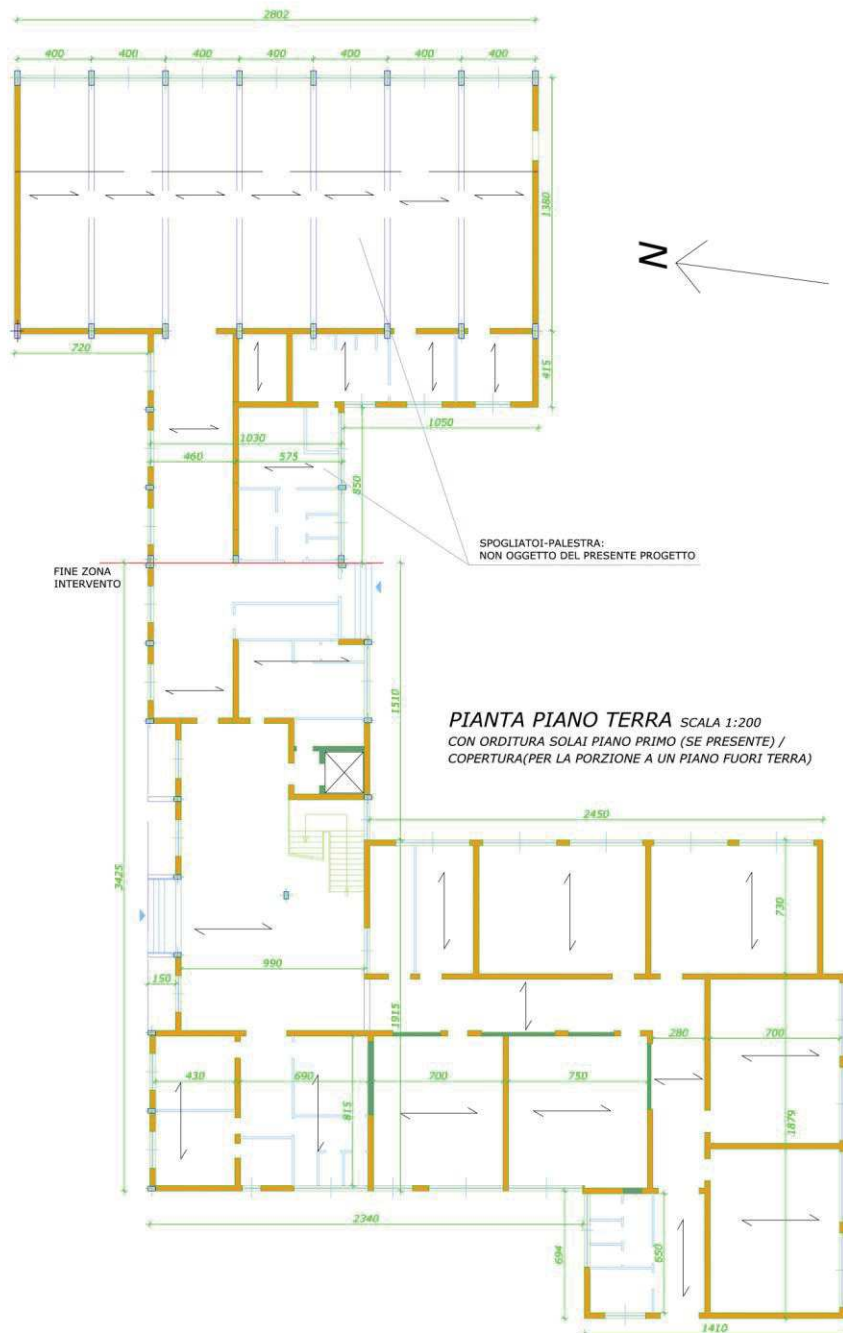 2802
400 400 400 400 400 400 400
1380
N
720
415
1030
1050
460 575
850
SPOGLIATOI-PALESTRA:
NON OGGETTO DEL PRESENTE PROGETTO
FINE ZONA
INTERVENTO
1510
PIANTA PIANO TERRA SCALA 1:200
CON ORDITURA SOLAI PIANO PRIMO (SE PRESENTE) /
COPERTURA(PER LA PORZIONE A UN PIANO FUORI TERRA)
2450
3425
730
990
150
1915
280 700
430 690 700 750
815
1879
2340
694
650
1410